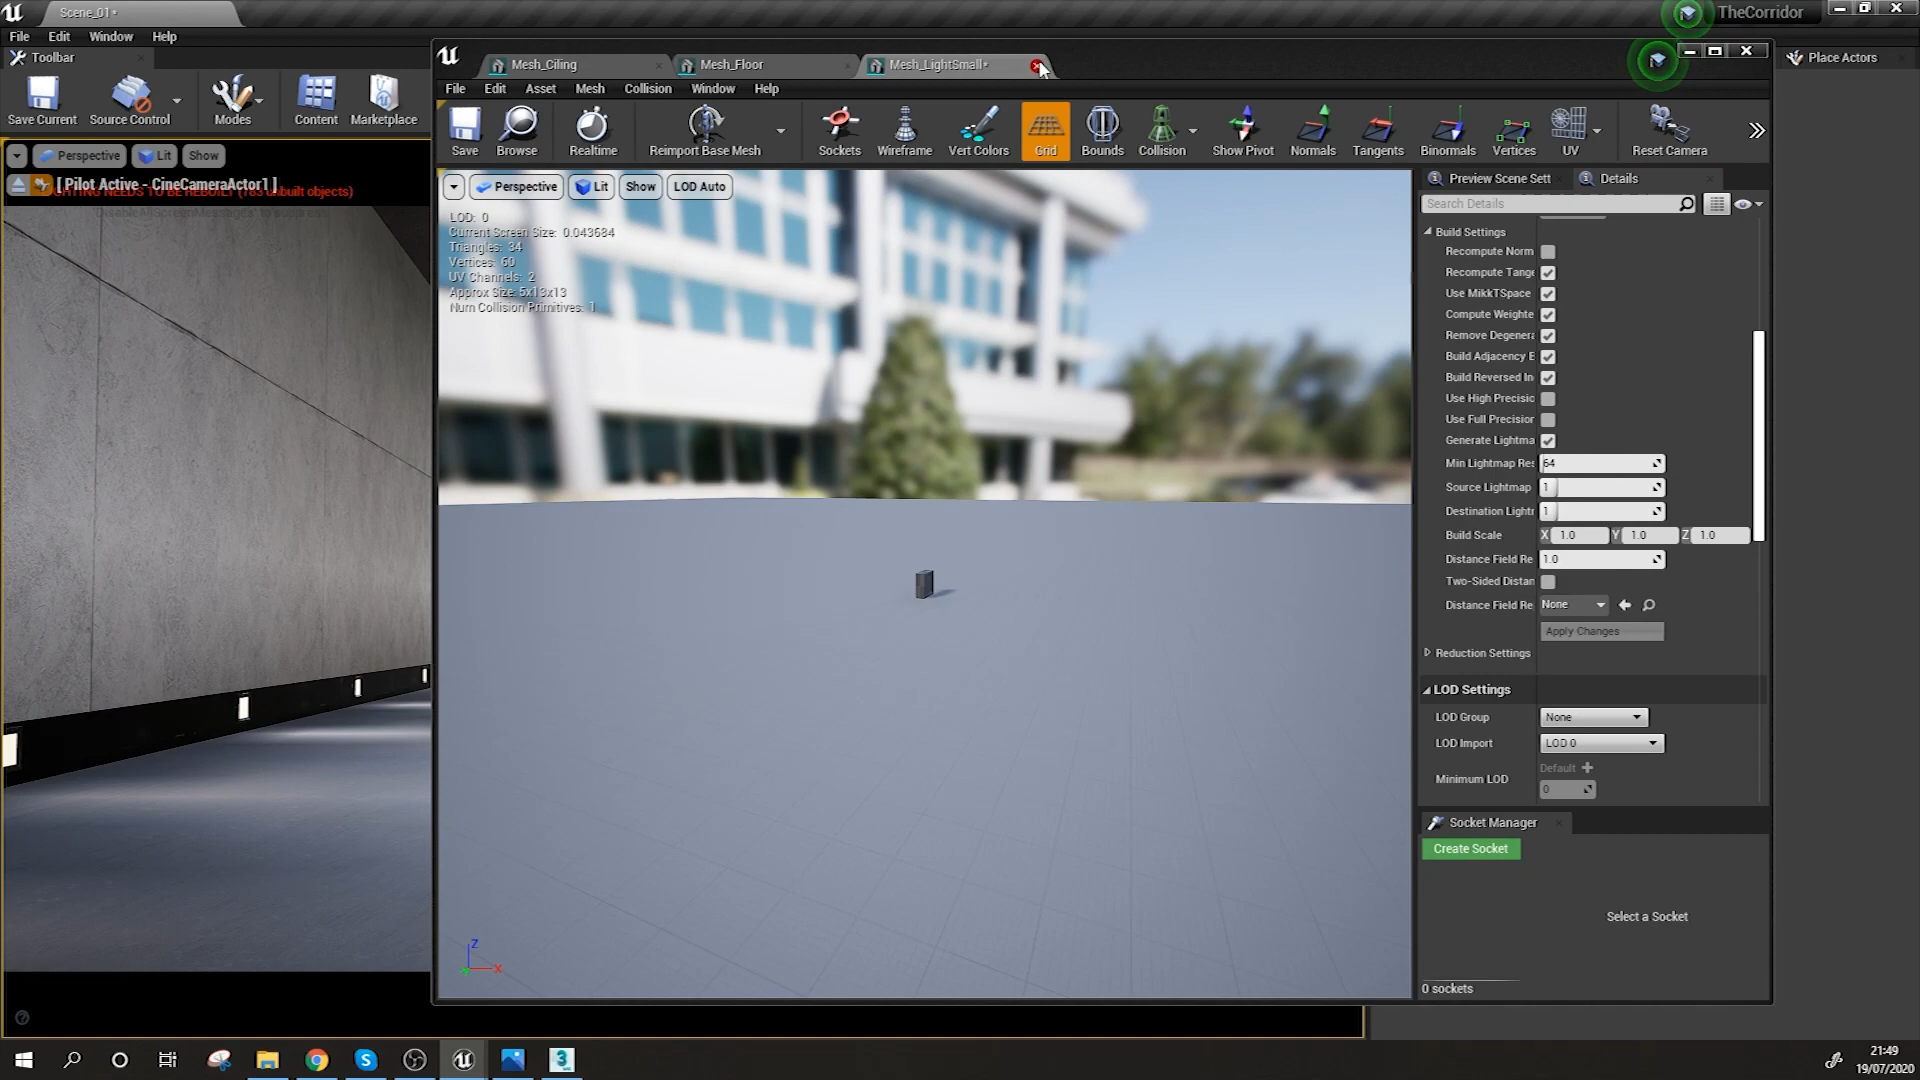 Scene_01*
TheCorridor
File Edit Window Help
Toolbar
Save Current
Source Control
Modes
Content
Marketplace
Perspective
Lit
Show
[ Pilot Active - CineCameraActor1 ]
Mesh_Ciling
Mesh_Floor
Mesh_LightSmall*
Place Actors
File Edit Asset Mesh Collision Window Help
Save
Browse
Realtime
Reimport Base Mesh
Sockets
Wireframe
Vert Colors
Grid
Bounds
Collision
Show Pivot
Normals
Tangents
Binormals
Vertices
UV
Reset Camera
Perspective
Lit
Show
LOD Auto
LOD: 0
Current Screen Size: 0.043684
Triangles: 34
Vertices: 60
UV Channels: 2
Approx Size: 5x13x13
Num Collision Primitives: 1
Z
X
Preview Scene Sett
Details
Search Details
Build Settings
Recompute Norm
Recompute Tange
Use MikkTSpace
Compute Weighte
Remove Degenera
Build Adjacency B
Build Reversed In
Use High Precisio
Use Full Precision
Generate Lightma
Min Lightmap Res 64
Source Lightmap 1
Destination Lightr 1
Build Scale X 1.0 Y 1.0 Z 1.0
Distance Field Re 1.0
Two-Sided Distan
Distance Field Re None
Apply Changes
Reduction Settings
LOD Settings
LOD Group None
LOD Import LOD 0
Default
Minimum LOD
0
Socket Manager
Create Socket
Select a Socket
0 sockets
21:49
19/07/2020